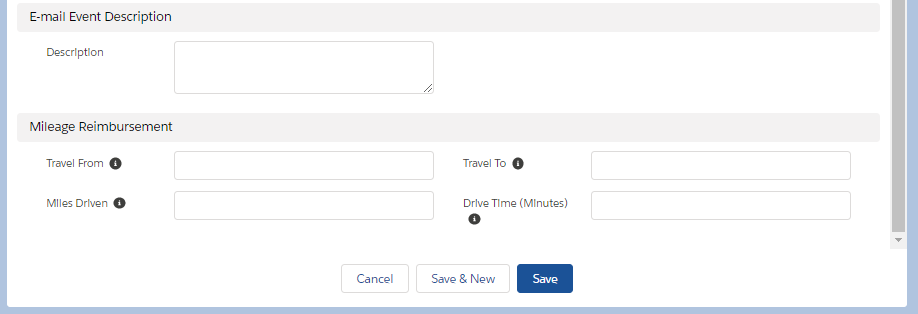 E-mail Event Description
Description
Mileage Reimbursement
Travel From
Travel To
Miles Driven
Drive Time (Minutes)
Cancel
Save & New
Save